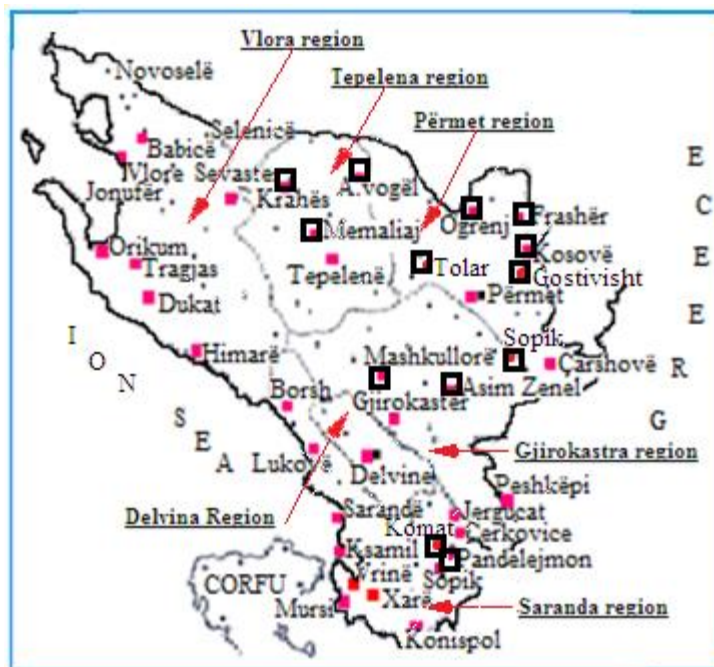 Vlora region
Tepelena region
Përmet region
Novoselë
Selenicë
Babicë
Vlore
Sevaster
Jonufër
Krahës
A.vogël
Ogrenj
Frashër
Memaliaj
Kosovë
Orikum
Tragjas
Tepelenë
Tolar
Gostivisht
Dukat
Përmet
Himarë
Sopik
Mashkullorë
Çarshovë
Borsh
Asim Zenel
Gjirokastër
Lukovë
Delvinë
Gjirokastra region
Peshkëpi
Delvina Region
Sarandë
Jergucat
Komat
Cerkovice
Ksamil
Pandelejmon
CORFU
Vrinë
Sopik
Mursi
Xarë
Saranda region
Konispol
I O N
S E A
E C E E R G